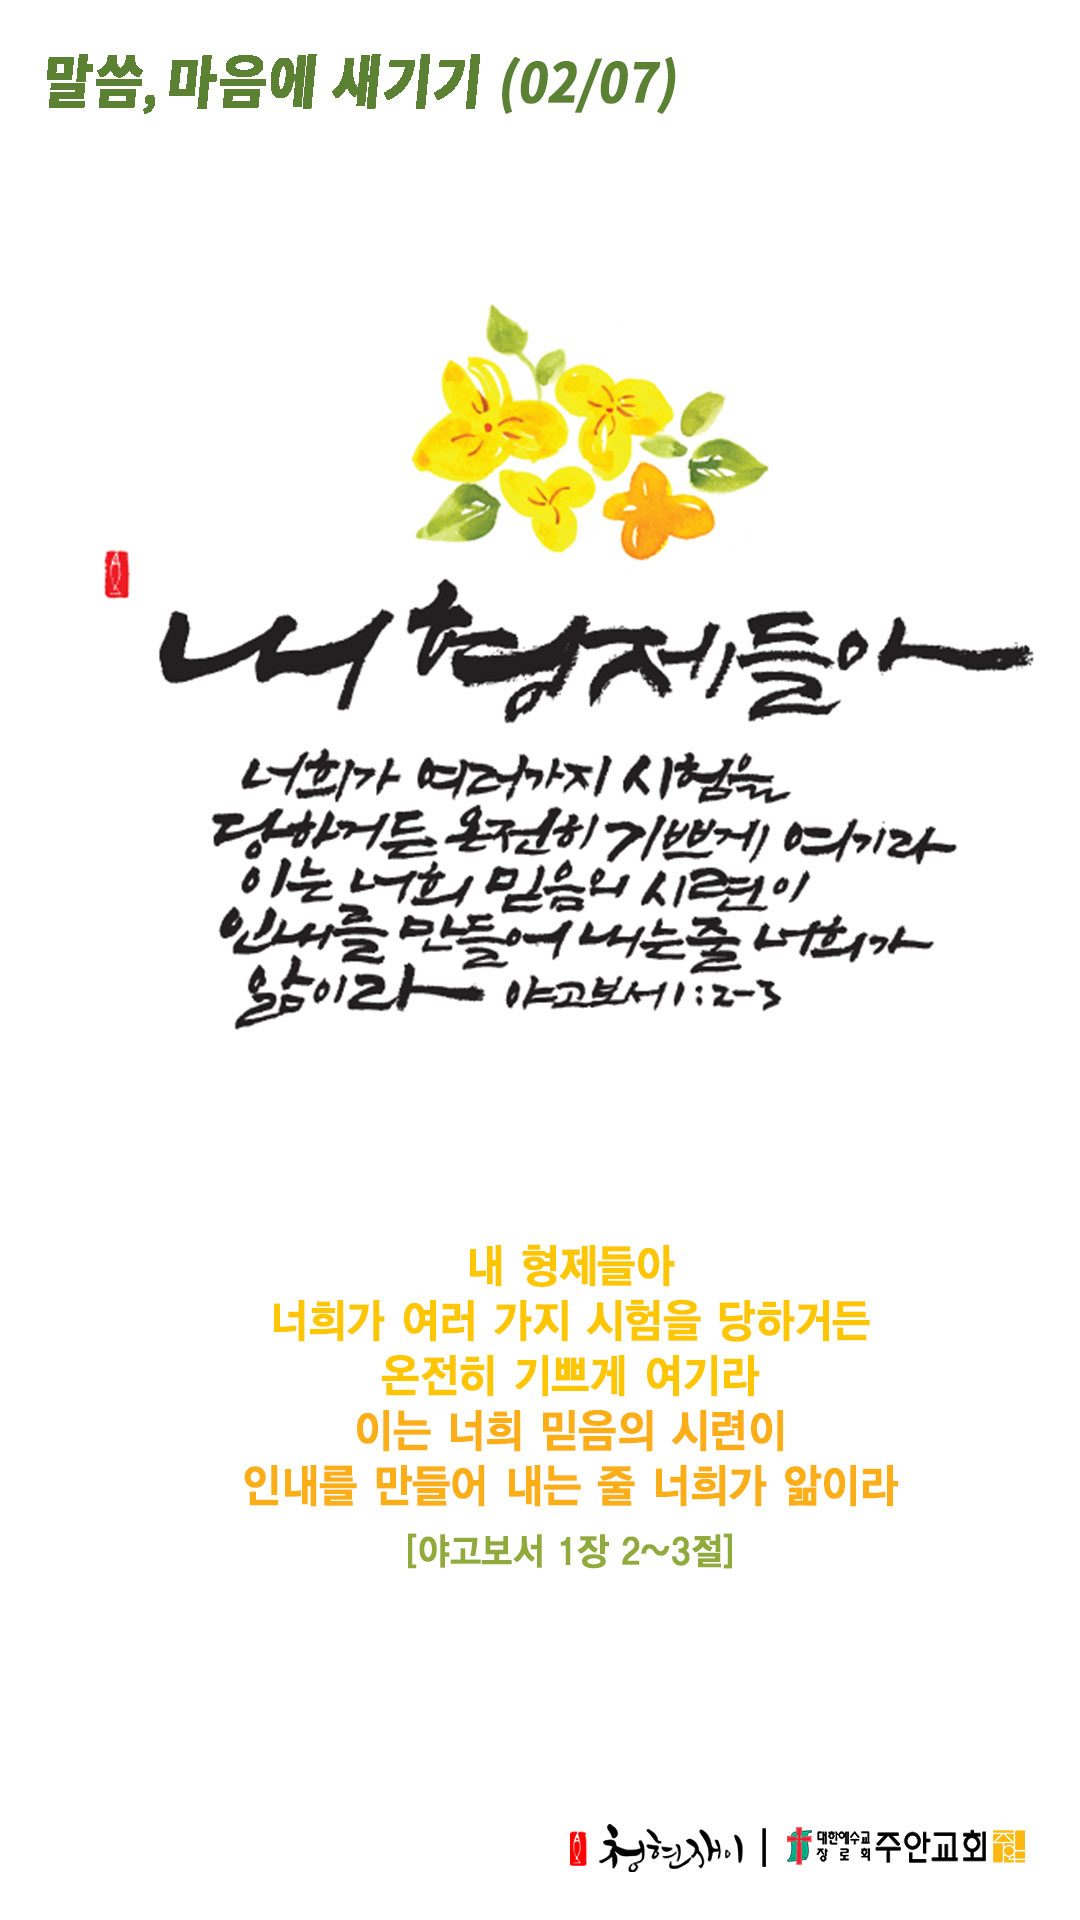 말씀, 마음에 새기기 (02/07)
내 형제들아
너희가 여러가지 시험을
당하거든 온전히 기쁘게 여기라
이는 너희 믿음의 시련이
인내를 만들어 내는줄 너희가
앎이라 야고보서 1:2-3
내 형제들아
너희가 여러 가지 시험을 당하거든
온전히 기쁘게 여기라
이는 너희 믿음의 시련이
인내를 만들어 내는 줄 너희가 앎이라
[야고보서 1장 2~3절]
청현재이 | 대한예수교 장로회 주안교회